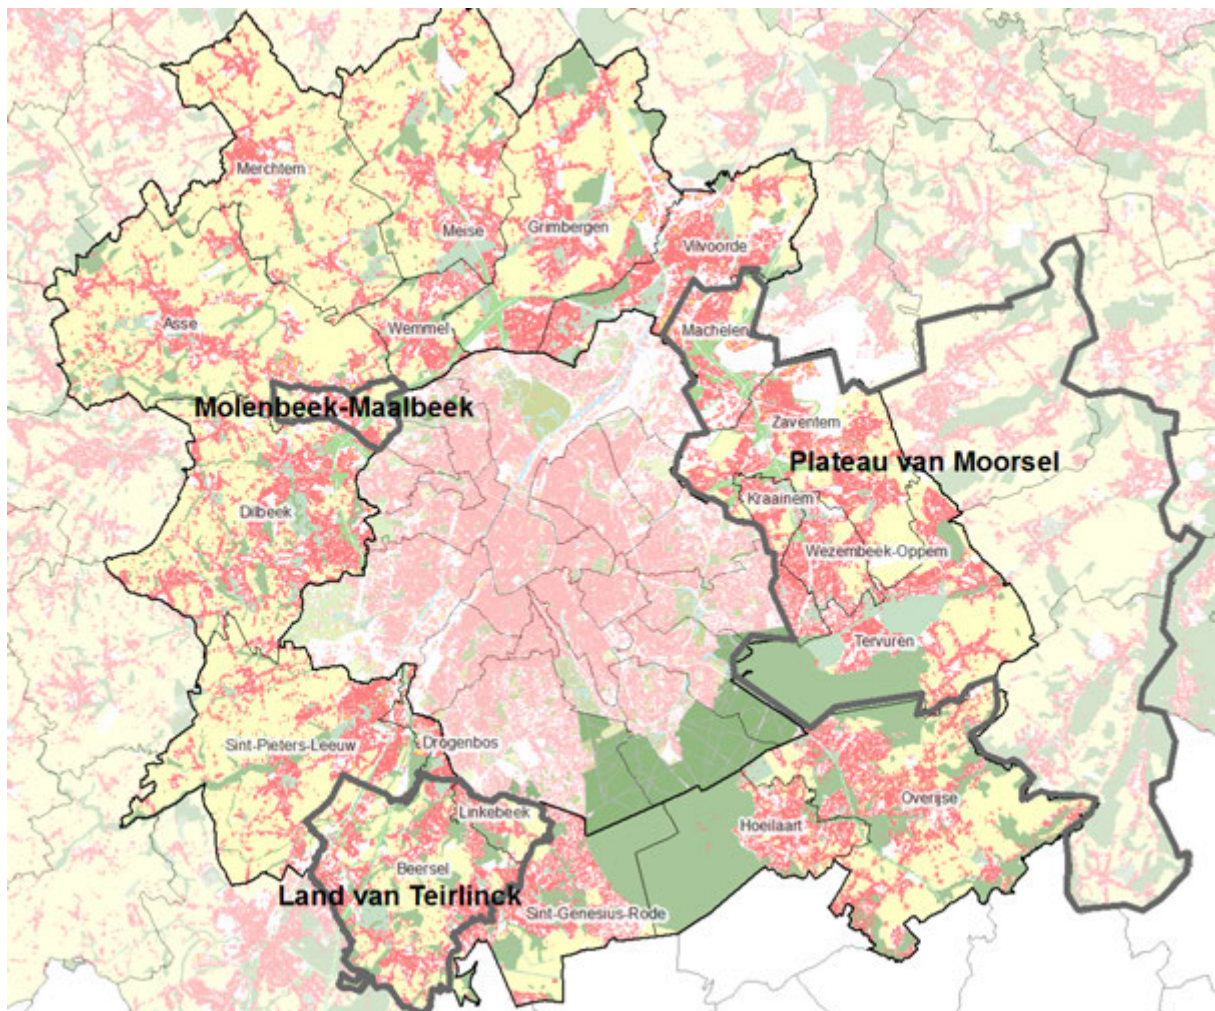 Merchtem
Meise
Grimbergen
Vilvoorde
Asse
Wemmel
Machelen
Molenbeek-Maalbeek
Zaventem
Plateau van Moorsel
Kraainem
Dilbeek
Wezembeek-Oppem
Tervuren
Sint-Pieters-Leeuw
Drogenbos
Overijse
Linkebeek
Hoeilaart
Beersel
Land van Teirlinck
Sint-Genesius-Rode